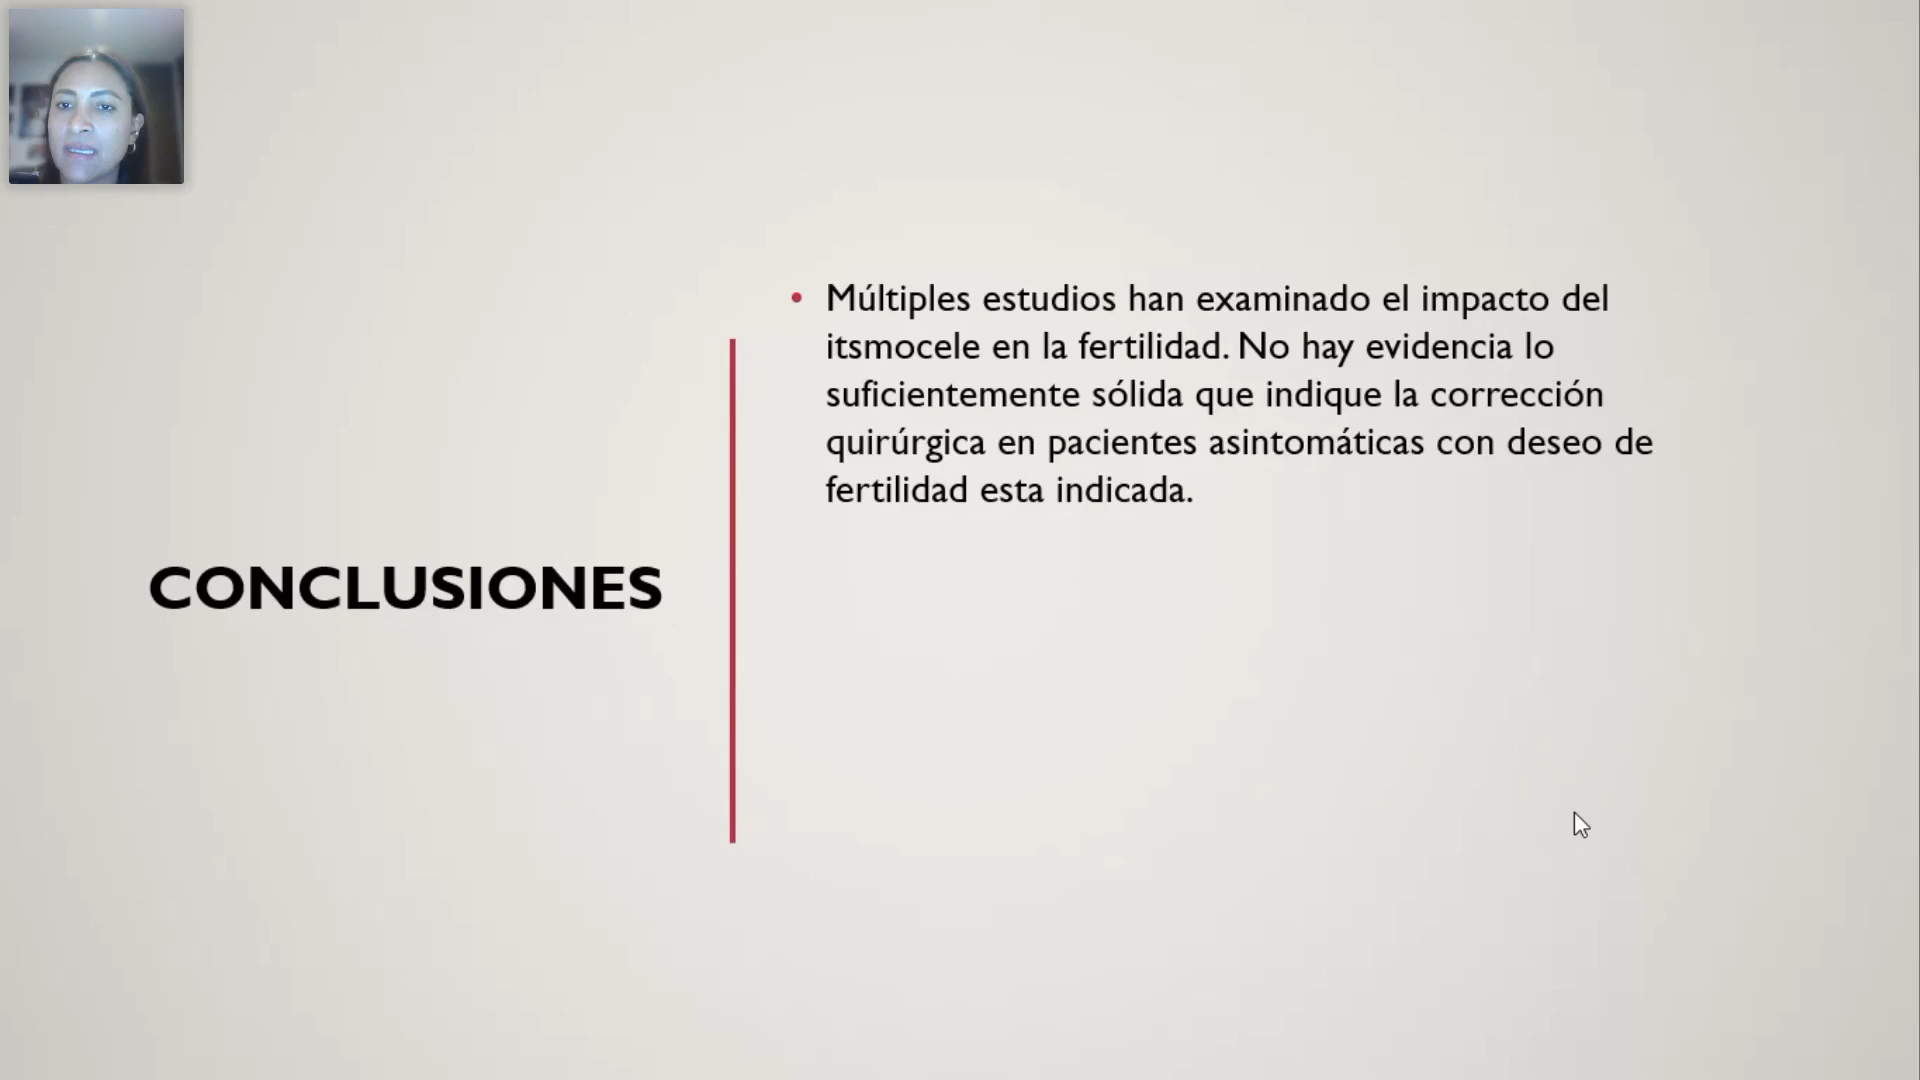 CONCLUSIONES
• Múltiples estudios han examinado el impacto del
itsmocele en la fertilidad. No hay evidencia lo
suficientemente sólida que indique la corrección
quirúrgica en pacientes asintomáticas con deseo de
fertilidad esta indicada.